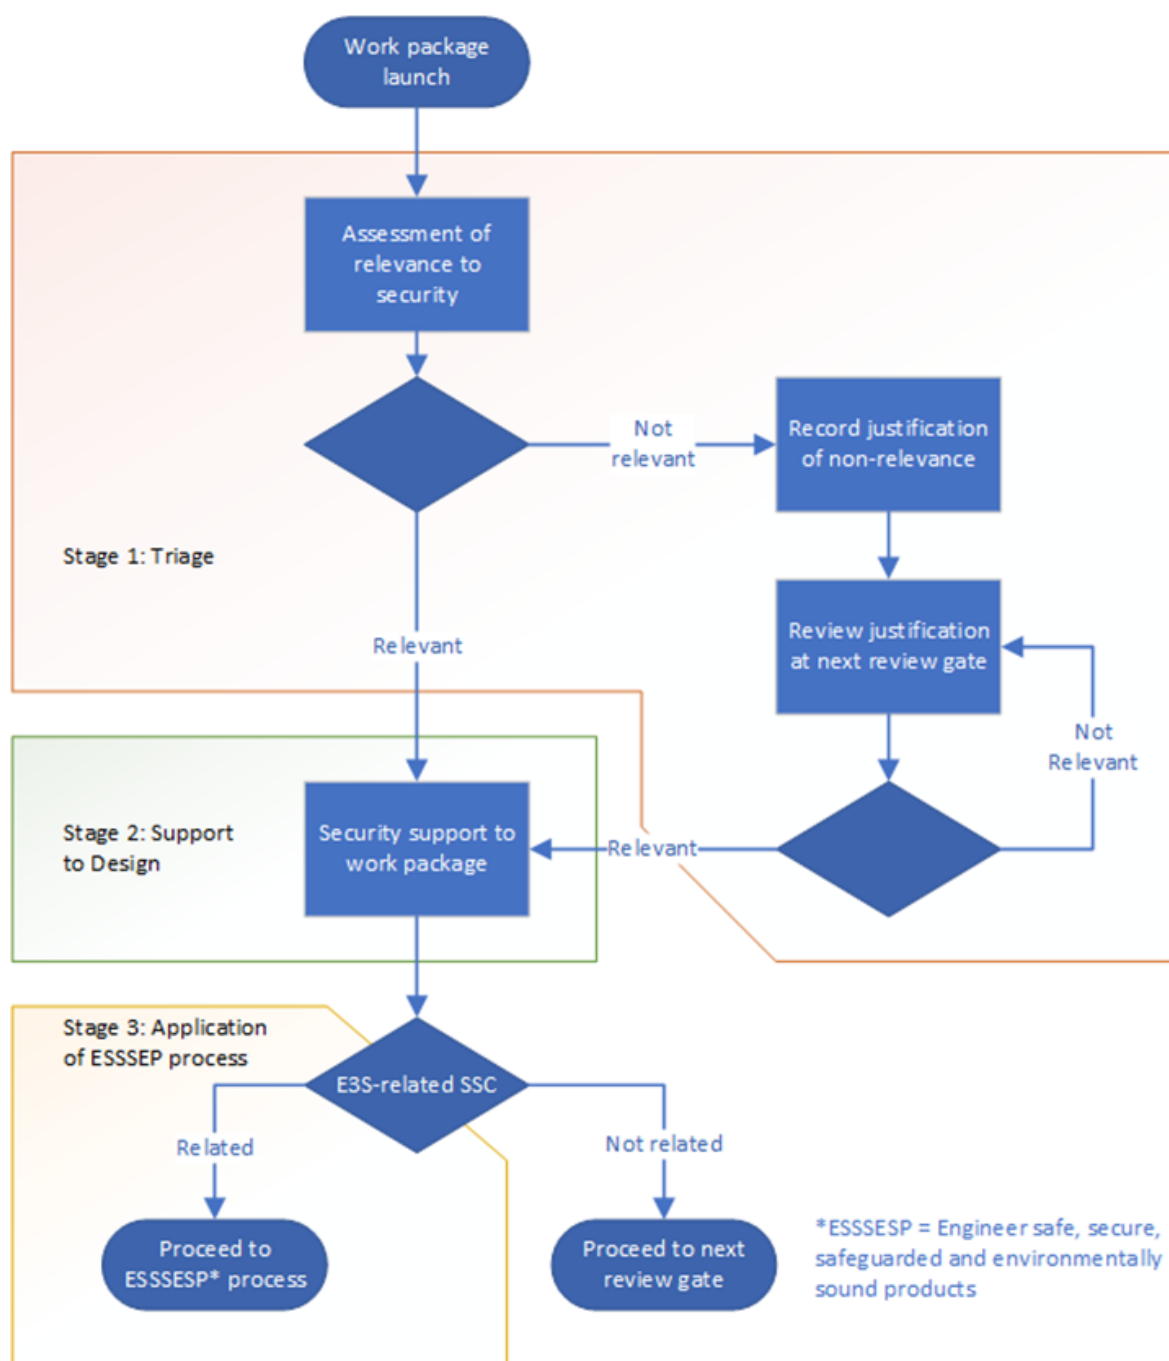 Work package
launch
Assessment of
relevance to
security
Not
relevant
Record justification
of non-relevance
Stage 1: Triage
Relevant
Review justification
at next review gate
Not
Relevant
Stage 2: Support
to Design
Security support to
work package
Relevant
Stage 3: Application
of ESSSEP process
E3S-related SSC
Related
Not related
Proceed to
ESSSESP* process
Proceed to next
review gate
*ESSSESP = Engineer safe, secure,
safeguarded and environmentally
sound products